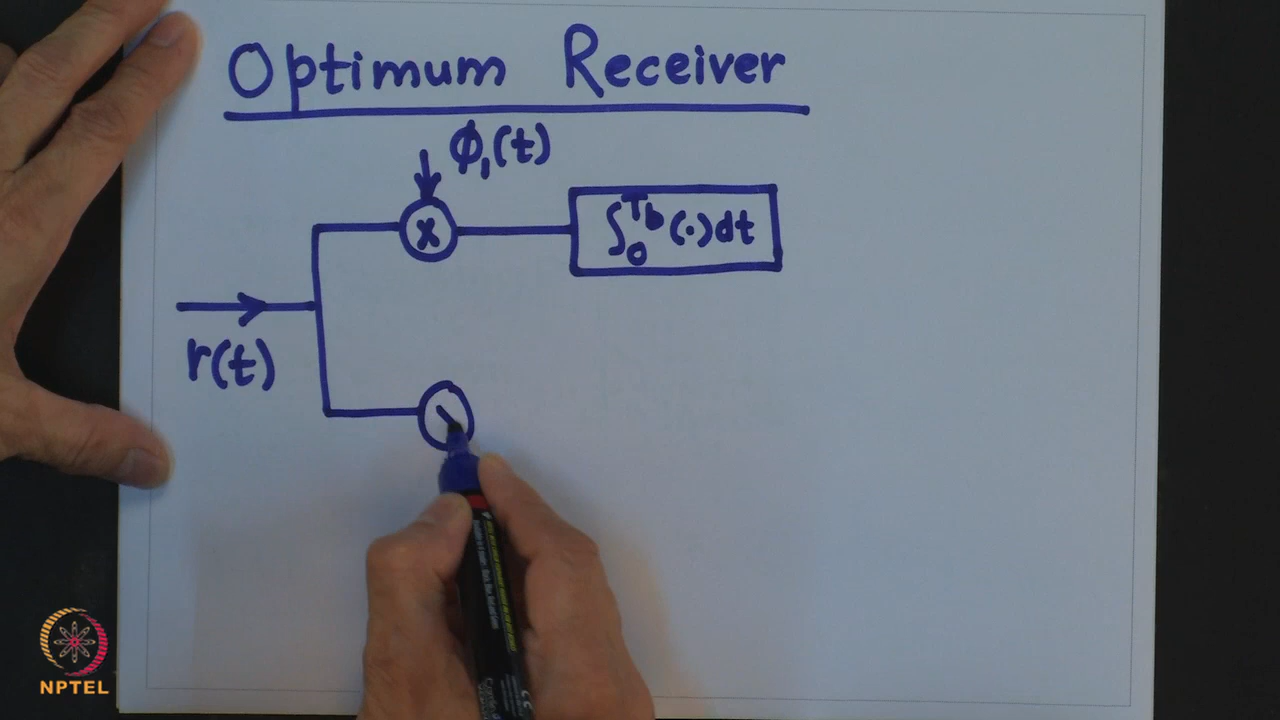 Optimum Receiver
ϕ₁(t)
x
∫₀^Tb (·)dt
r(t)
NPTEL